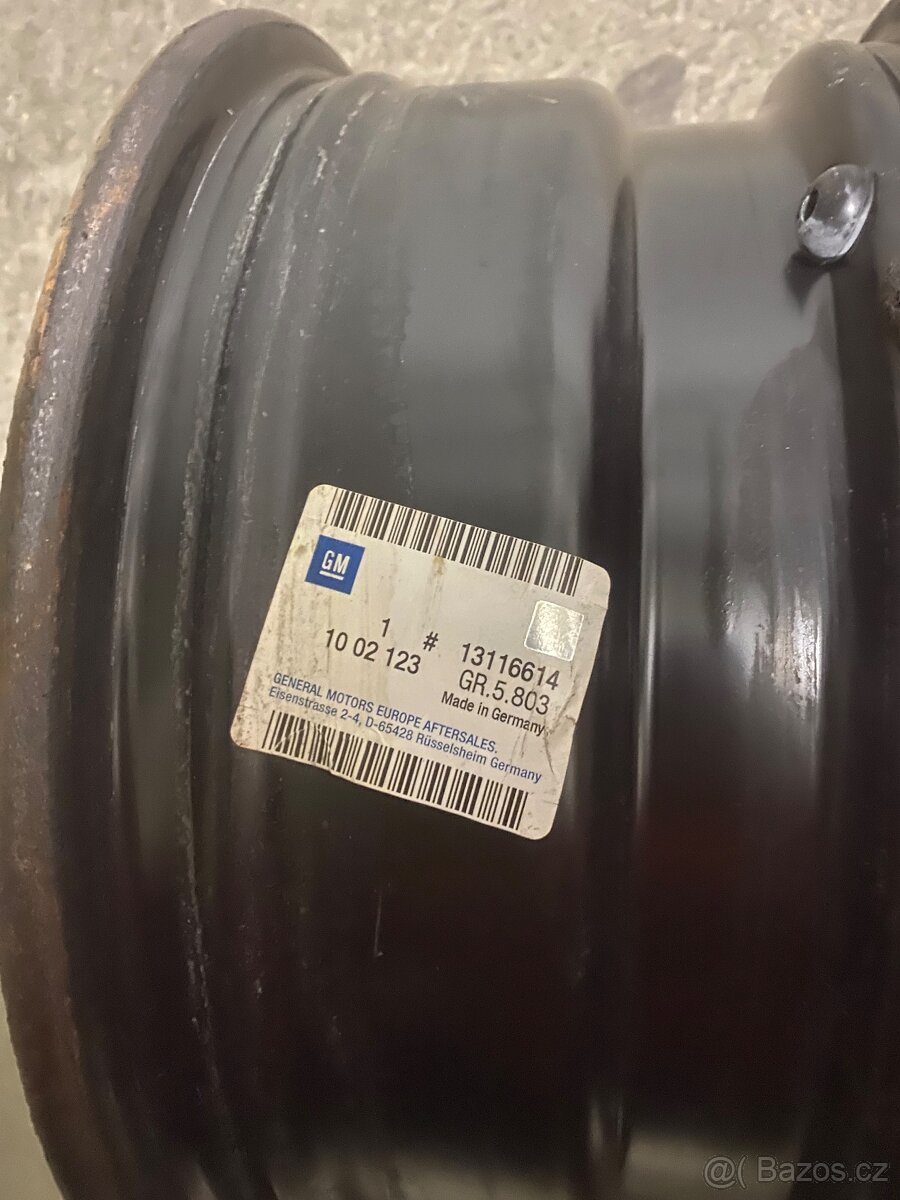 GM
1 # 13116614
10 02 123 GR.5.803
Made in Germany
GENERAL MOTORS EUROPE AFTERSALES.
Eisenstrasse 2-4, D-65428 Rüsselsheim Germany
@( Bazos.cz